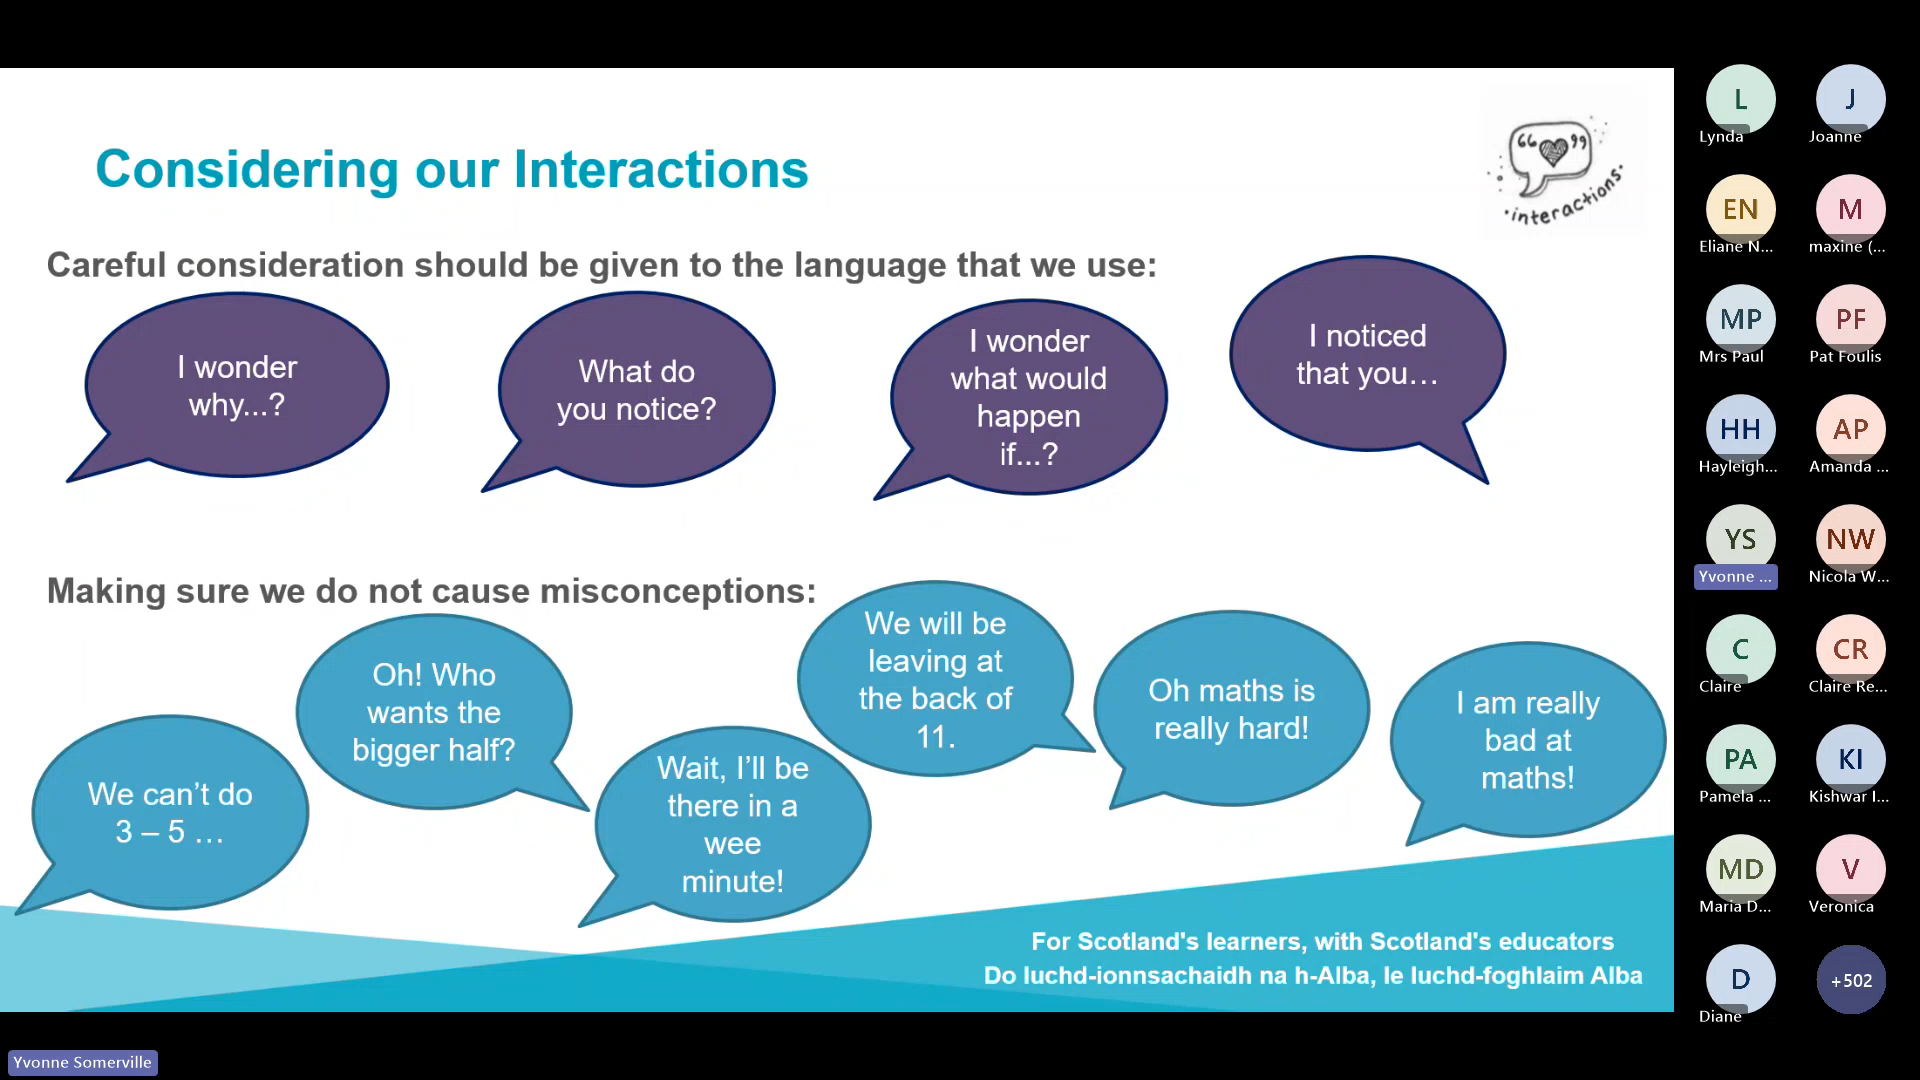 Considering our Interactions
“ ”
interactions
Careful consideration should be given to the language that we use:
I wonder
why...?
What do
you notice?
I wonder
what would
happen
if...?
I noticed
that you…
Making sure we do not cause misconceptions:
We can’t do
3 – 5 …
Oh! Who
wants the
bigger half?
Wait, I’ll be
there in a
wee
minute!
We will be
leaving at
the back of
11.
Oh maths is
really hard!
I am really
bad at
maths!
For Scotland's learners, with Scotland's educators
Do luchd-ionnsachaidh na h-Alba, le luchd-foghlaim Alba
Yvonne Somerville
L
Lynda
J
Joanne
EN
Eliane N...
M
maxine (...
MP
Mrs Paul
PF
Pat Foulis
HH
Hayleigh...
AP
Amanda ...
YS
Yvonne ...
NW
Nicola W...
C
Claire
CR
Claire Re...
PA
Pamela ...
KI
Kishwar I...
MD
Maria D...
V
Veronica
D
Diane
+502